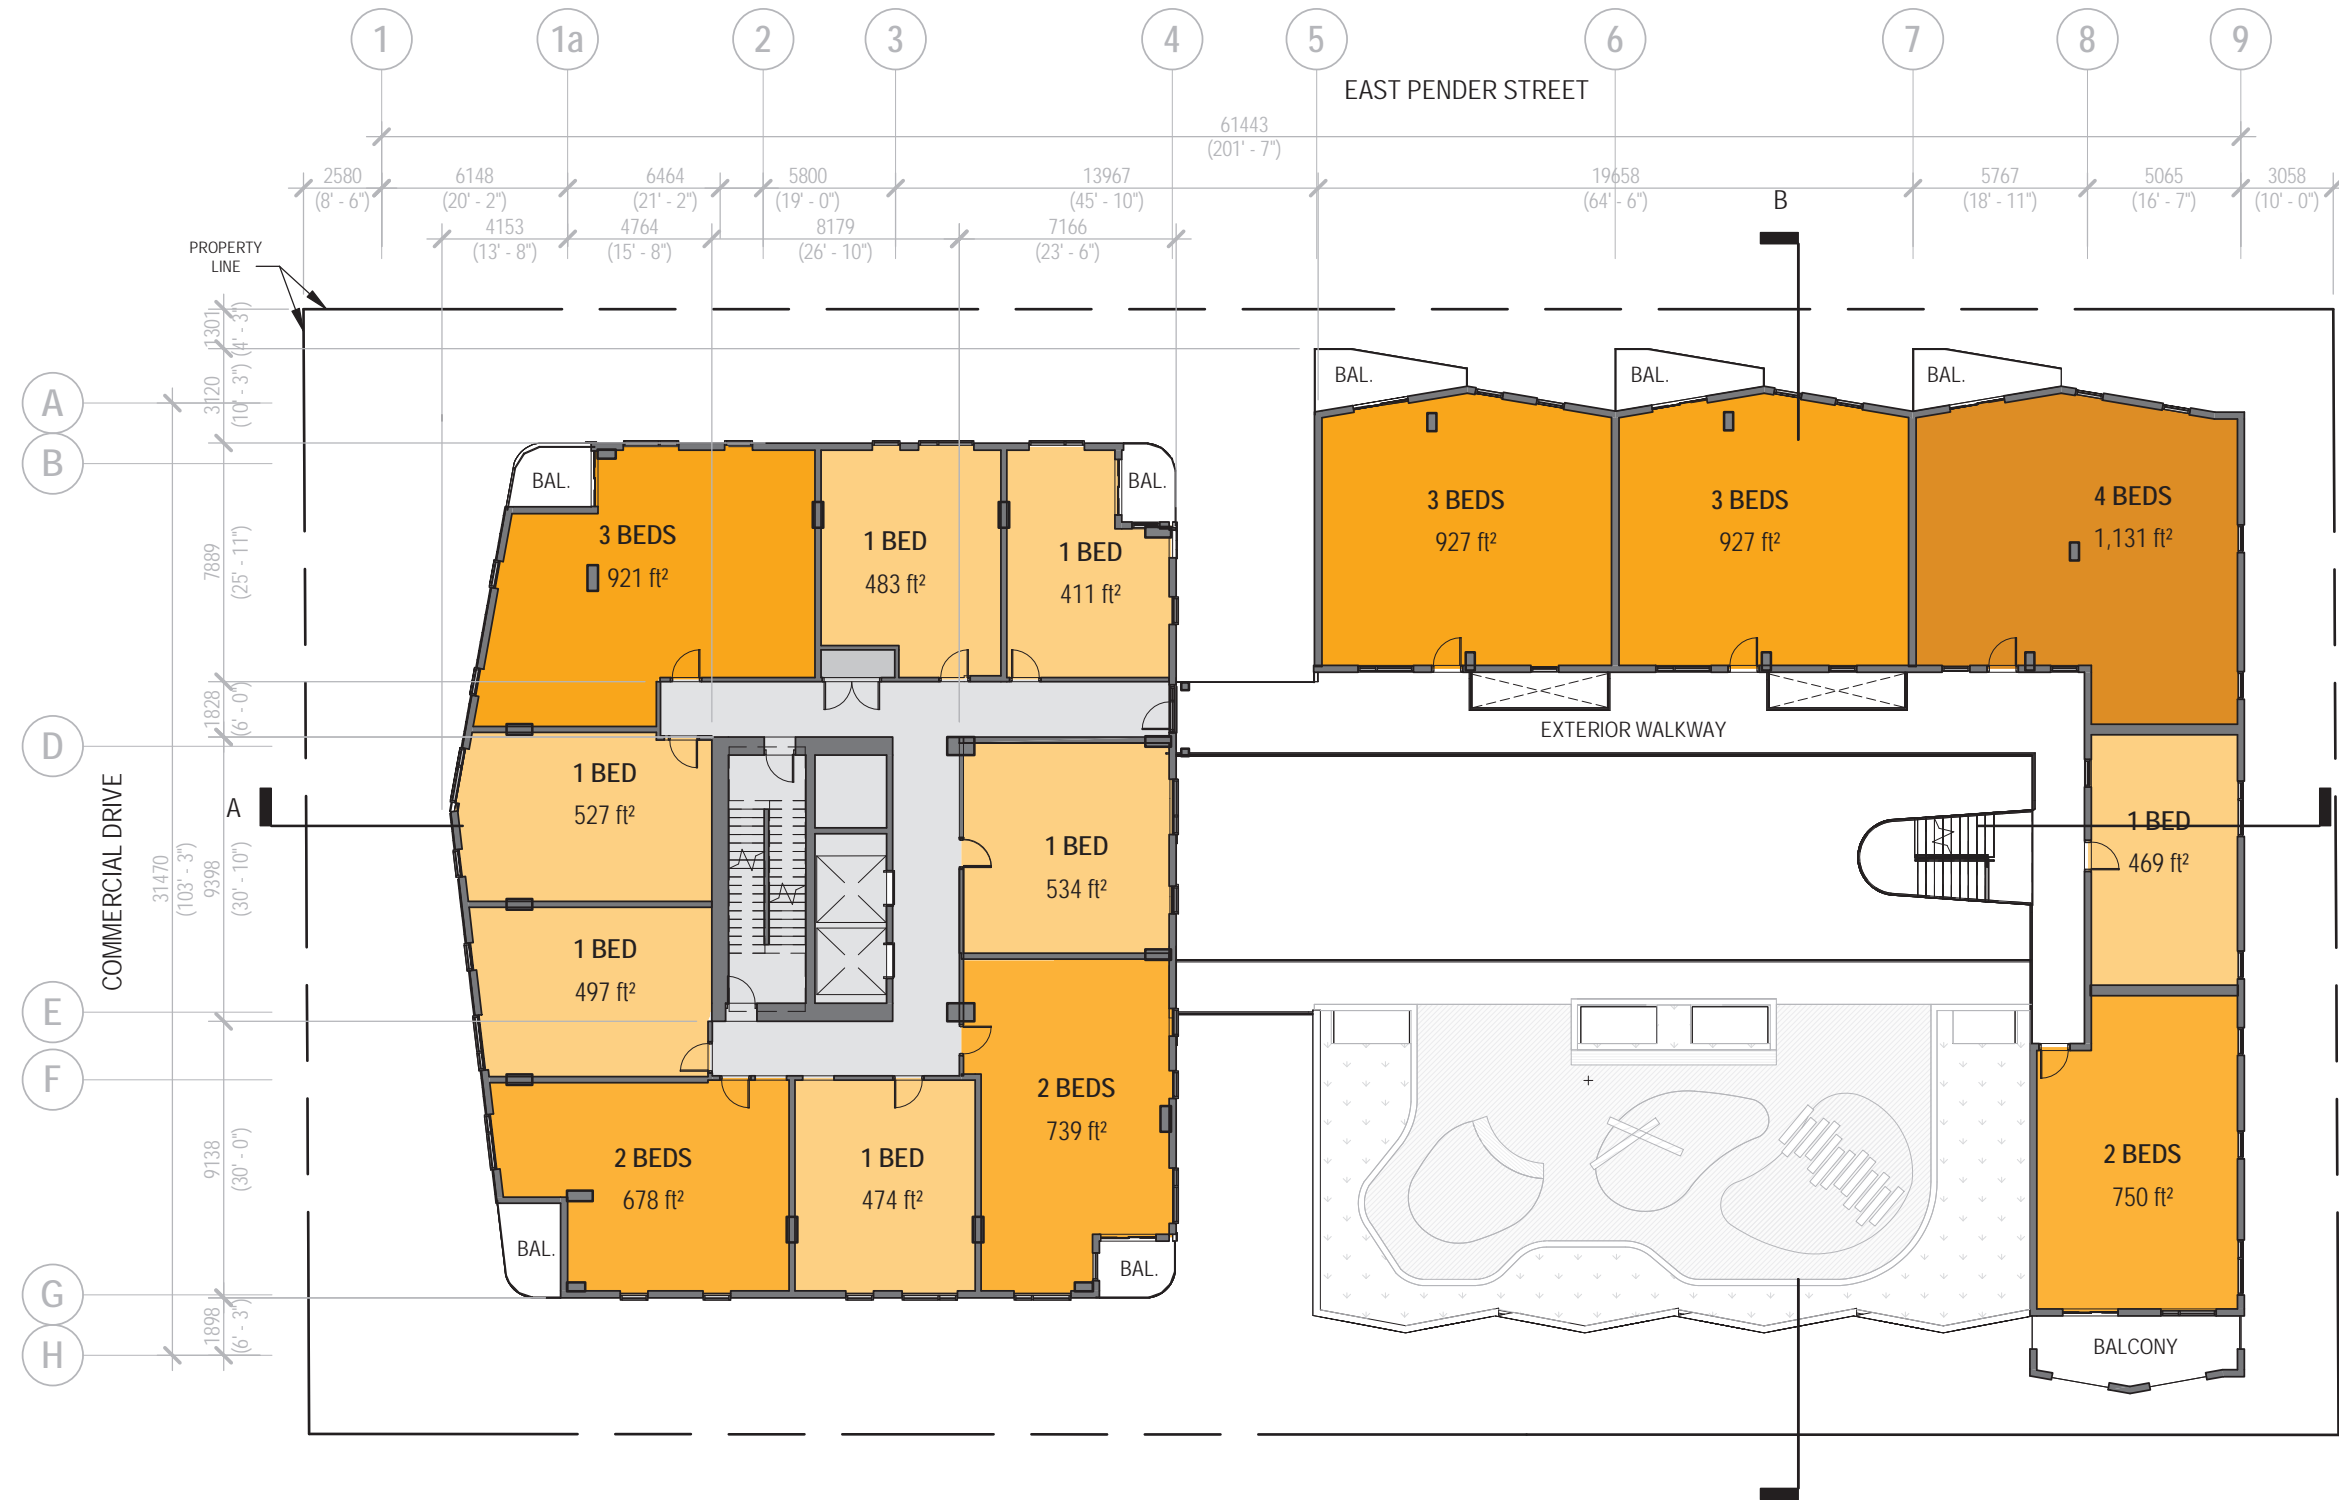 1 1a 2 3 4 5 6 7 8 9
EAST PENDER STREET
61443
(201' - 7")
2580 6148 6464 5800 13967 19658 5767 5065 3058
(8' - 6") (20' - 2") (21' - 2") (19' - 0") (45' - 10") (64' - 6") (18' - 11") (16' - 7") (10' - 0")
B
4153 4764 8179 7166
(13' - 8") (15' - 8") (26' - 10") (23' - 6")
PROPERTY
LINE
1301
(4' - 3")
3120
(10' - 3")
7889
(25' - 11")
1828
(6' - 0")
9398
(30' - 10")
31470
(103' - 3")
9138
(30' - 0")
1898
(6' - 3")
A
B
D
E
F
G
H
COMMERCIAL DRIVE
A
BAL.
BAL.
BAL.
BAL.
BAL.
3 BEDS
921 ft²
1 BED
483 ft²
1 BED
411 ft²
3 BEDS
927 ft²
3 BEDS
927 ft²
4 BEDS
1,131 ft²
EXTERIOR WALKWAY
1 BED
527 ft²
1 BED
534 ft²
1 BED
469 ft²
1 BED
497 ft²
2 BEDS
739 ft²
2 BEDS
678 ft²
1 BED
474 ft²
2 BEDS
750 ft²
BAL.
BAL.
BALCONY